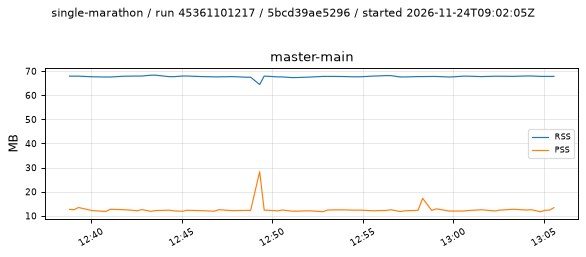 single-marathon / run 45361101217 / 5bcd39ae5296 / started 2026-11-24T09:02:05Z
master-main
MB
70
60
50
40
30
20
10
RSS
PSS
12:40
12:45
12:50
12:55
13:00
13:05